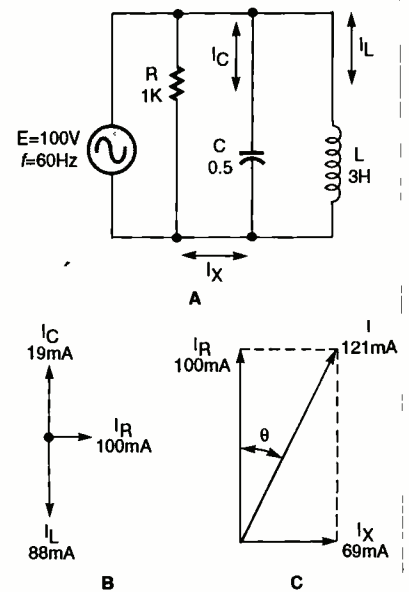 I_C
I_L
R
1K
E=100V
f=60Hz
C
0.5
L
3H
I_X
A
I_C
19mA
I_R
100mA
I_L
88mA
B
I_R
100mA
I
121mA
θ
I_X
69mA
C